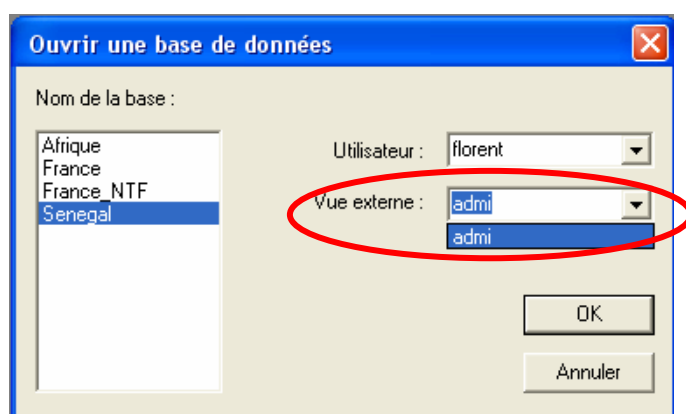 Ouvrir une base de données
Nom de la base :
Afrique
France
France_NTF
Senegal
Utilisateur :
florent
Vue externe :
admi
admi
OK
Annuler